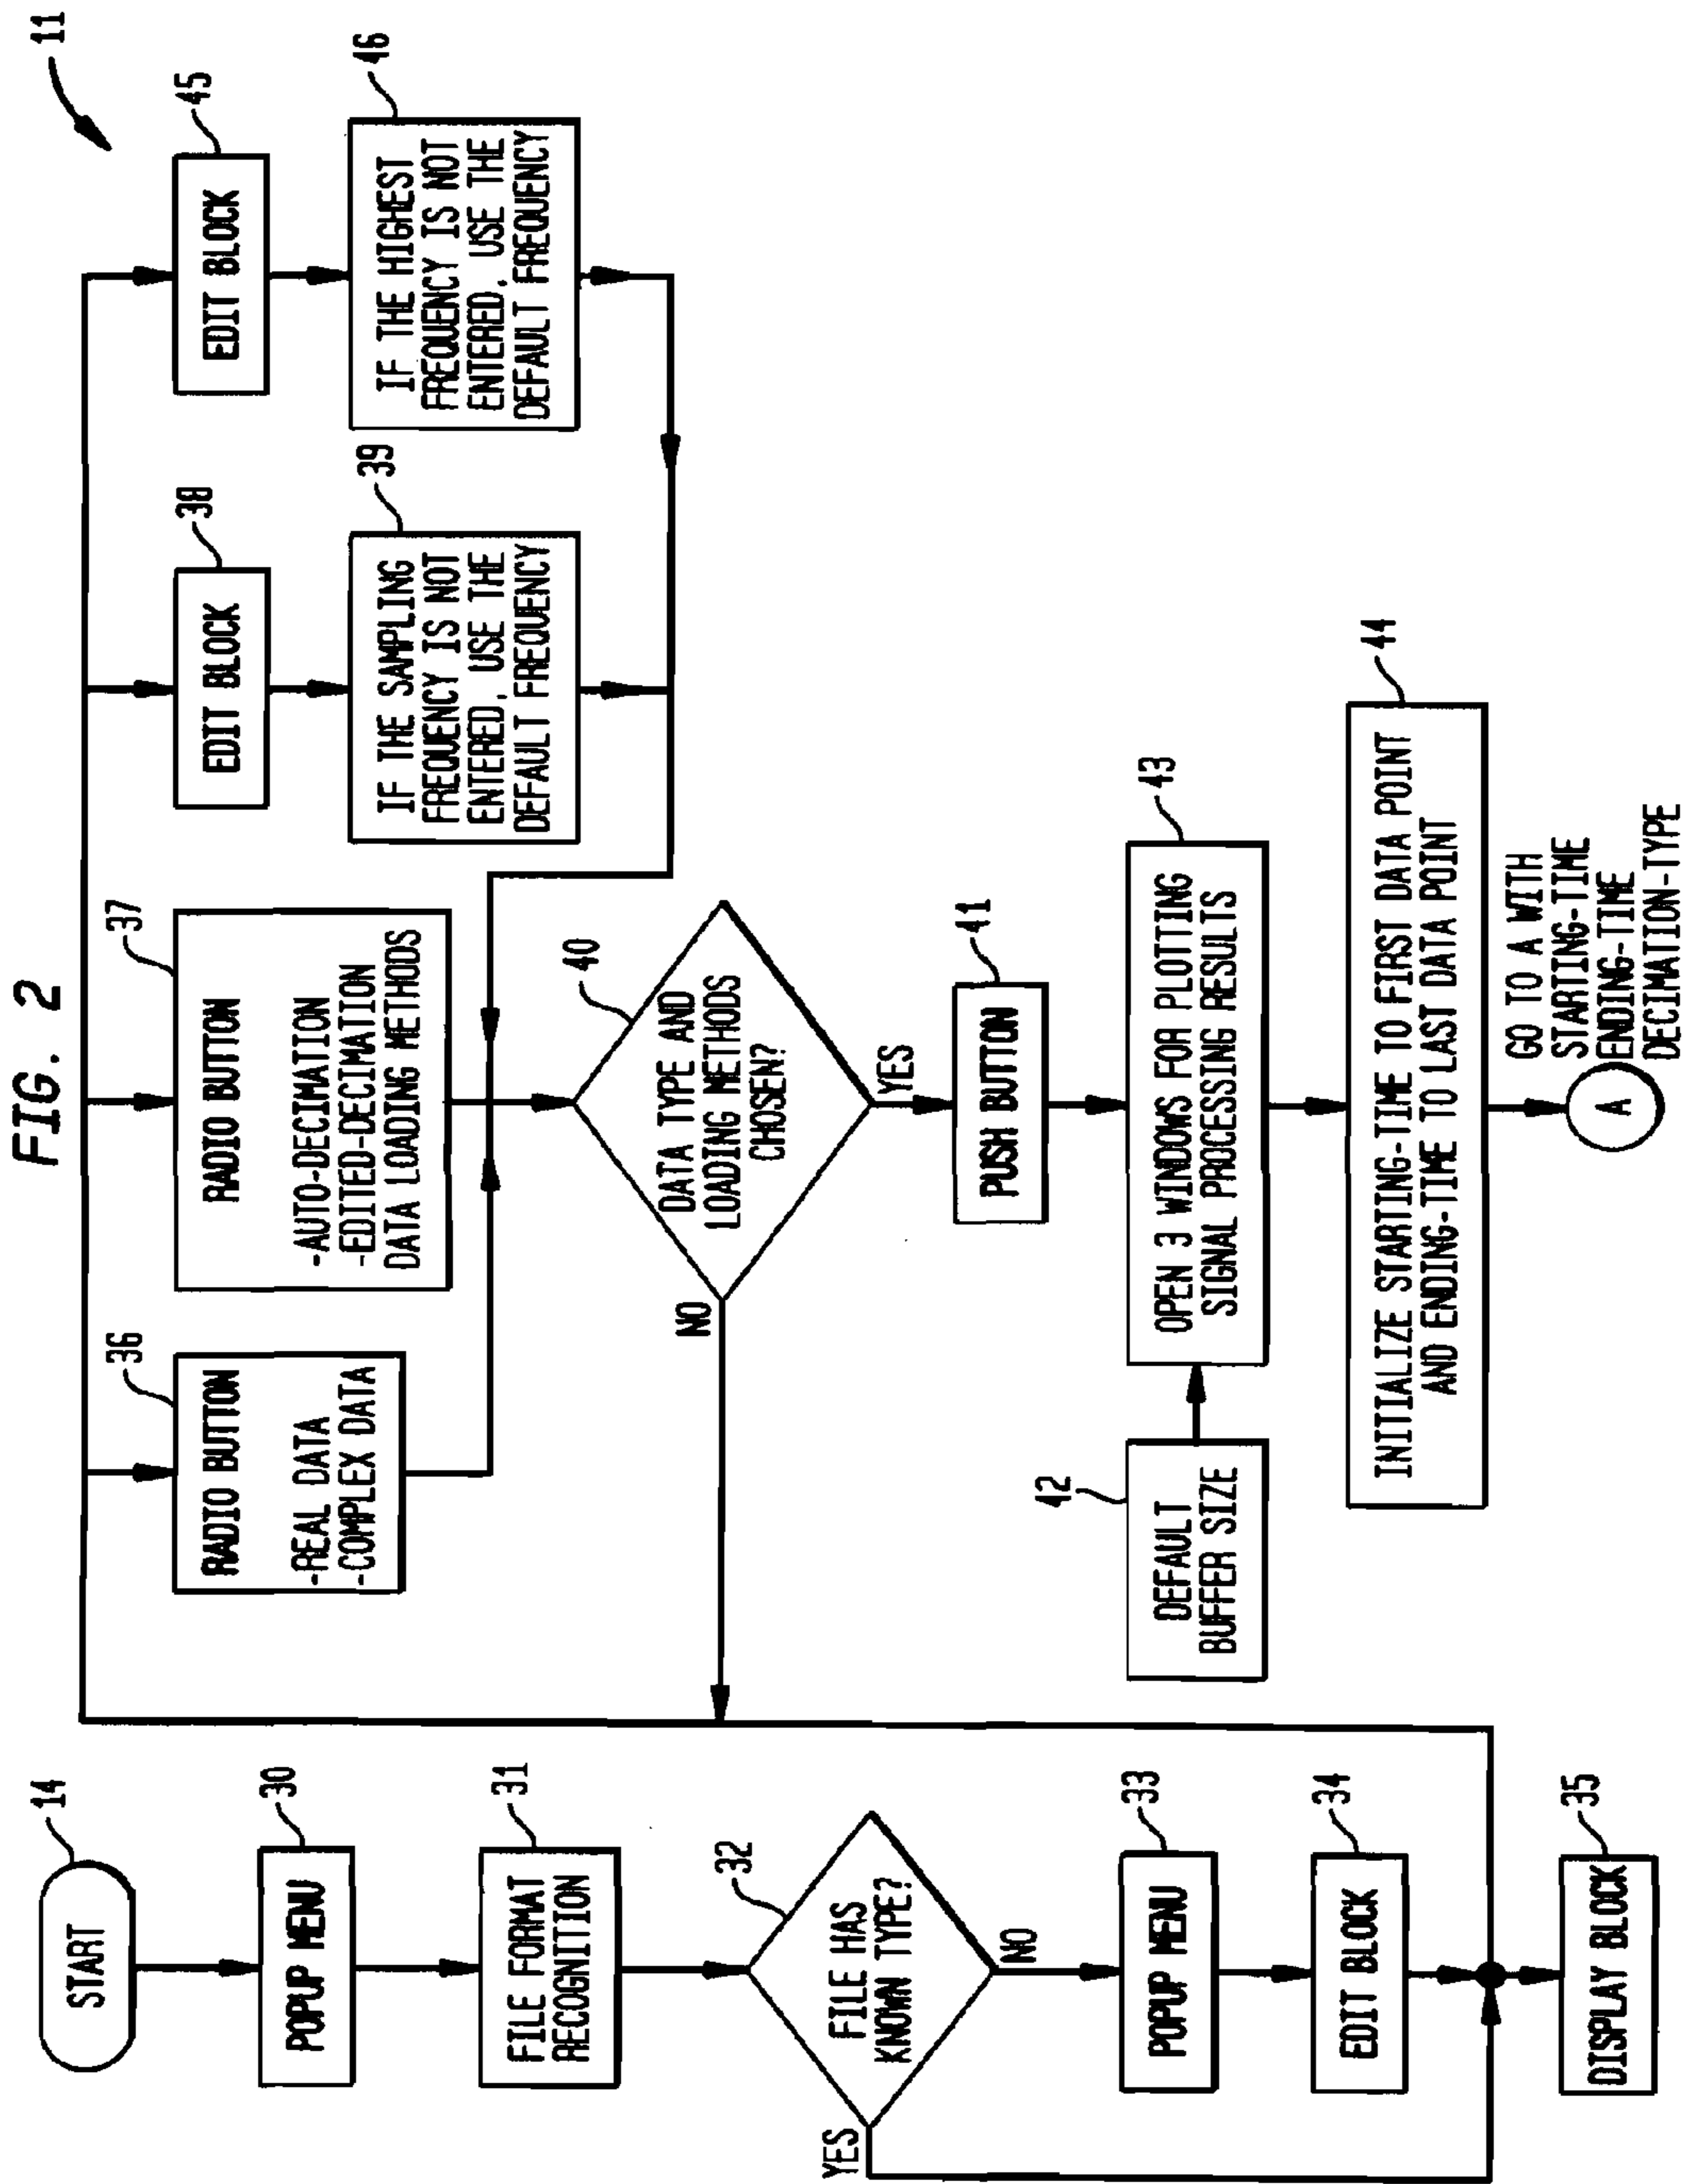 FIG. 2
11
14
START
30
POPUP MENU
31
FILE FORMAT
RECOGNITION
32
FILE HAS
KNOWN TYPE?
YES
NO
33
POPUP MENU
34
EDIT BLOCK
35
DISPLAY BLOCK
36
RADIO BUTTON
-REAL DATA
-COMPLEX DATA
37
RADIO BUTTON
-AUTO-DECIMATION
-EDITED-DECIMATION
DATA LOADING METHODS
38
EDIT BLOCK
39
IF THE SAMPLING
FREQUENCY IS NOT
ENTERED, USE THE
DEFAULT FREQUENCY
45
EDIT BLOCK
46
IF THE HIGHEST
FREQUENCY IS NOT
ENTERED, USE THE
DEFAULT FREQUENCY
40
DATA TYPE AND
LOADING METHODS
CHOSEN?
NO
YES
41
PUSH BUTTON
42
DEFAULT
BUFFER SIZE
43
OPEN 3 WINDOWS FOR PLOTTING
SIGNAL PROCESSING RESULTS
44
INITIALIZE STARTING-TIME TO FIRST DATA POINT
AND ENDING-TIME TO LAST DATA POINT
A
GO TO A WITH
STARTING-TIME
ENDING-TIME
DECIMATION-TYPE